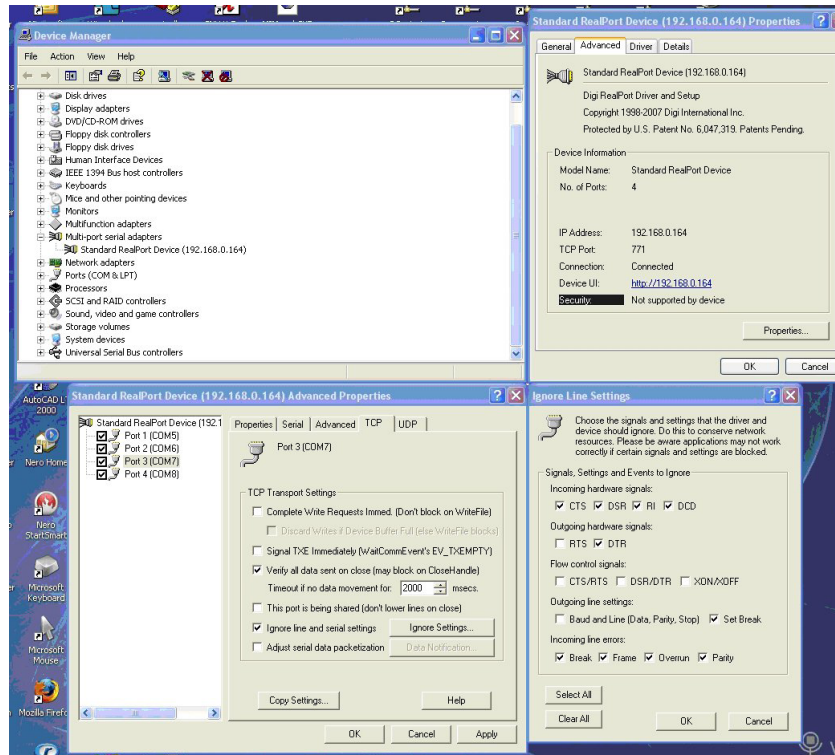 Device Manager
File Action View Help
Disk drives
Display adapters
DVD/CD-ROM drives
Floppy disk controllers
Floppy disk drives
Human Interface Devices
IEEE 1394 Bus host controllers
Keyboards
Mice and other pointing devices
Monitors
Multifunction adapters
Multi-port serial adapters
Standard RealPort Device (192.168.0.164)
Network adapters
Ports (COM & LPT)
Processors
SCSI and RAID controllers
Sound, video and game controllers
Storage volumes
System devices
Universal Serial Bus controllers
Standard RealPort Device (192.168.0.164) Properties
General Advanced Driver Details
Standard RealPort Device (192.168.0.164)
Digi RealPort Driver and Setup
Copyright 1998-2007 Digi International Inc.
Protected by U.S. Patent No. 6,047,319. Patents Pending.
Device Information
Model Name: Standard RealPort Device
No. of Ports: 4
IP Address: 192.168.0.164
TCP Port: 771
Connection: Connected
Device UI: http://192.168.0.164
Security: Not supported by device
Properties...
OK Cancel
AutoCAD L
2000
Nero Home
Nero
StartSmart
Microsoft
Keyboard
Microsoft
Mouse
Mozilla Firefo
Standard RealPort Device (192.168.0.164) Advanced Properties
Standard RealPort Device (192.1
Port 1 (COM5)
Port 2 (COM6)
Port 3 (COM7)
Port 4 (COM8)
Properties Serial Advanced TCP UDP
Port 3 (COM7)
TCP Transport Settings
Complete Write Requests Immed. (Don't block on WriteFile)
Discard Writes if Device Buffer Full (else WriteFile blocks)
Signal TXE Immediately (WaitCommEvent's EV_TXEMPTY)
Verify all data sent on close (may block on CloseHandle)
Timeout if no data movement for: 2000 msecs.
This port is being shared (don't lower lines on close)
Ignore line and serial settings Ignore Settings...
Adjust serial data packetization Data Notification...
Copy Settings... Help
OK Cancel Apply
Ignore Line Settings
Choose the signals and settings that the driver and
device should ignore. Do this to conserve network
resources. Please be aware applications may not work
correctly if certain signals and settings are blocked.
Signals, Settings and Events to Ignore
Incoming hardware signals:
CTS DSR RI DCD
Outgoing hardware signals:
RTS DTR
Flow control signals:
CTS/RTS DSR/DTR XON/XOFF
Outgoing line settings:
Baud and Line (Data, Parity, Stop) Set Break
Incoming line errors:
Break Frame Overrun Parity
Select All
Clear All OK Cancel